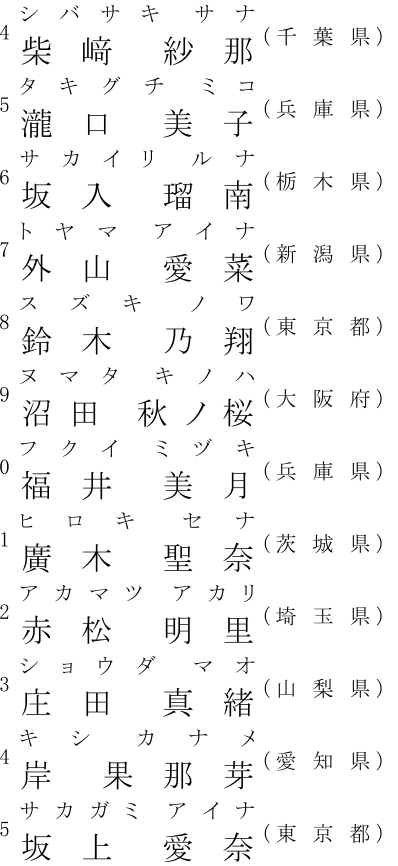 シバサキ サナ
4 柴﨑 紗那 (千葉県)
タキグチ ミコ
5 瀧口 美子 (兵庫県)
サカイリ ルナ
6 坂入 瑠南 (栃木県)
トヤマ アイナ
7 外山 愛菜 (新潟県)
スズキ ノワ
8 鈴木 乃翔 (東京都)
ヌマタ キノハ
9 沼田 秋ノ桜 (大阪府)
フクイ ミヅキ
0 福井 美月 (兵庫県)
ヒロキ セナ
1 廣木 聖奈 (茨城県)
アカマツ アカリ
2 赤松 明里 (埼玉県)
ショウダ マオ
3 庄田 真緒 (山梨県)
キシ カナメ
4 岸 果那芽 (愛知県)
サカガミ アイナ
5 坂上 愛奈 (東京都)